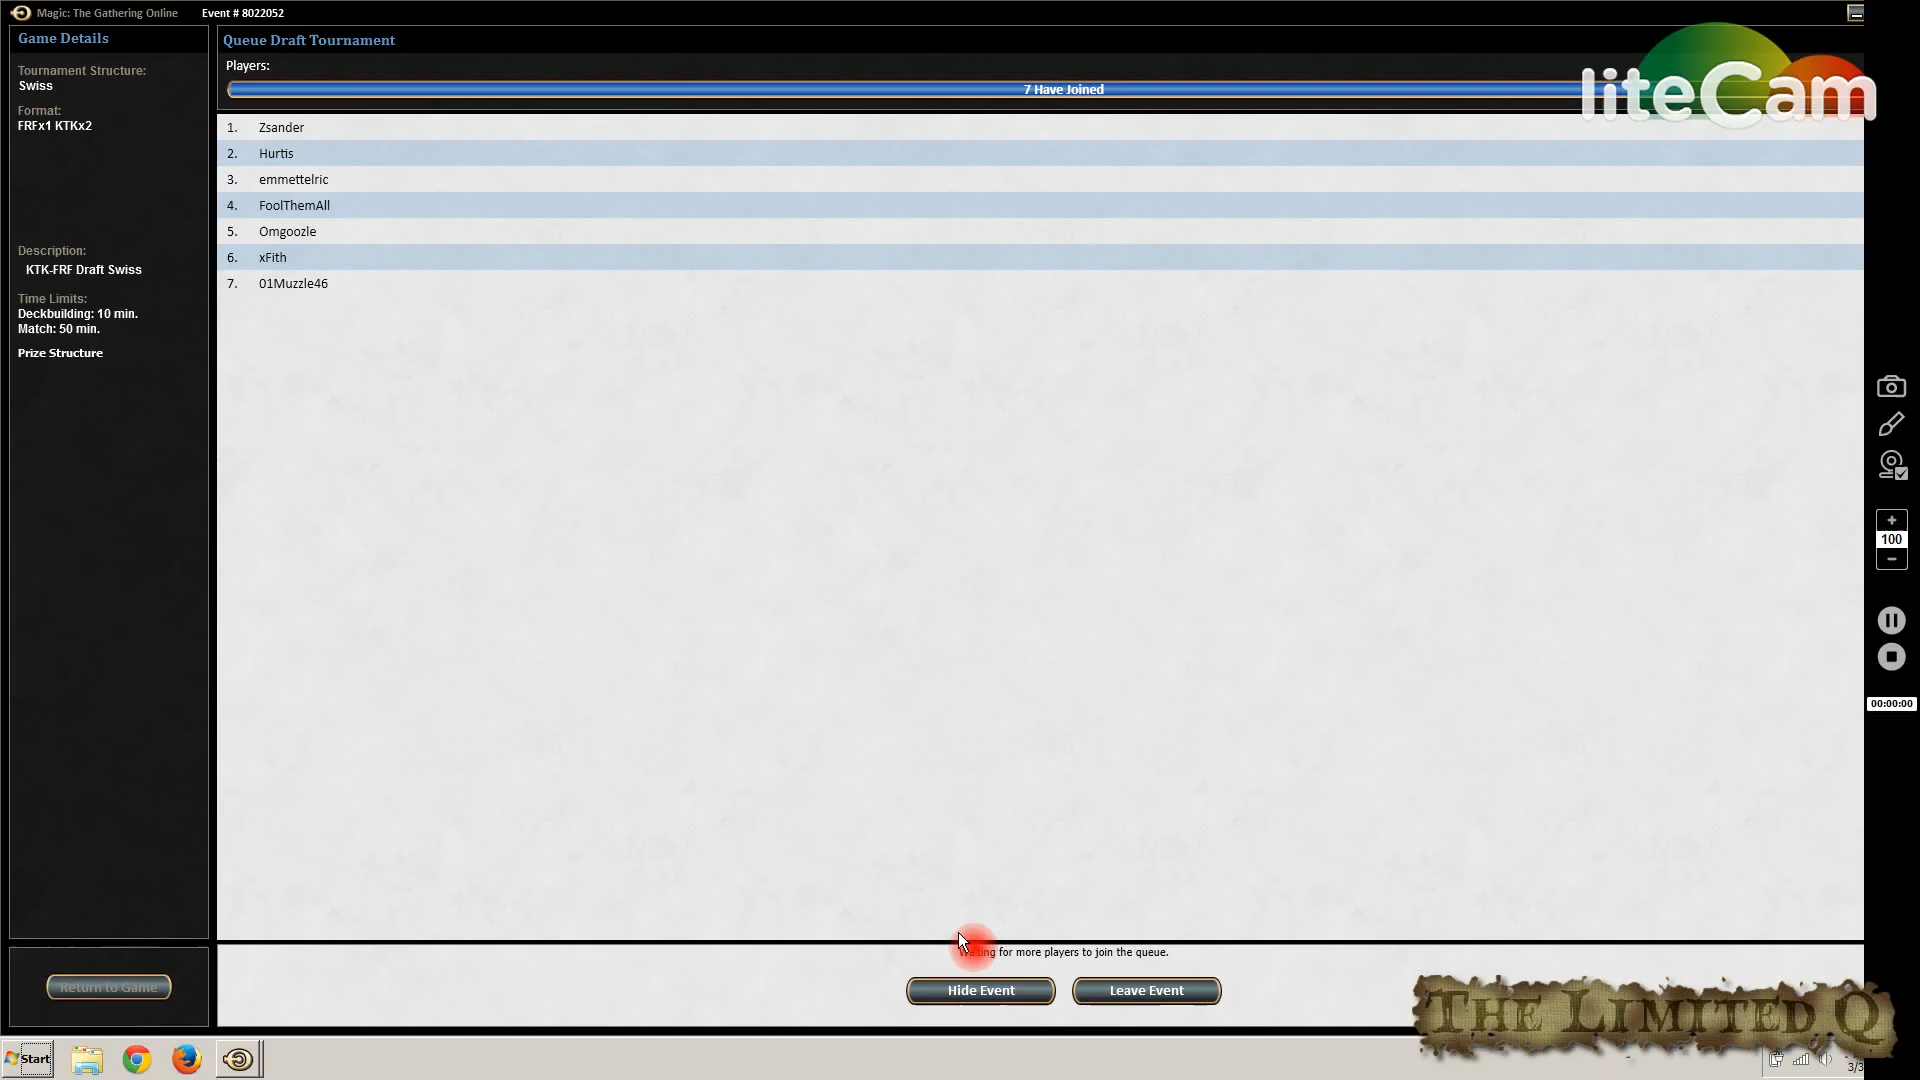 Magic: The Gathering Online Event # 8022052
Game Details
Tournament Structure:
Swiss
Format:
FRFx1 KTKx2
Description:
KTK-FRF Draft Swiss
Time Limits:
Deckbuilding: 10 min.
Match: 50 min.
Prize Structure
Return to Game
Queue Draft Tournament
Players:
7 Have Joined
1. Zsander
2. Hurtis
3. emmettelric
4. FoolThemAll
5. Omgoozle
6. xFith
7. 01Muzzle46
Waiting for more players to join the queue.
Hide Event Leave Event
liteCam
+
100
−
00:00:00
THE LIMITED Q
Start
3/3